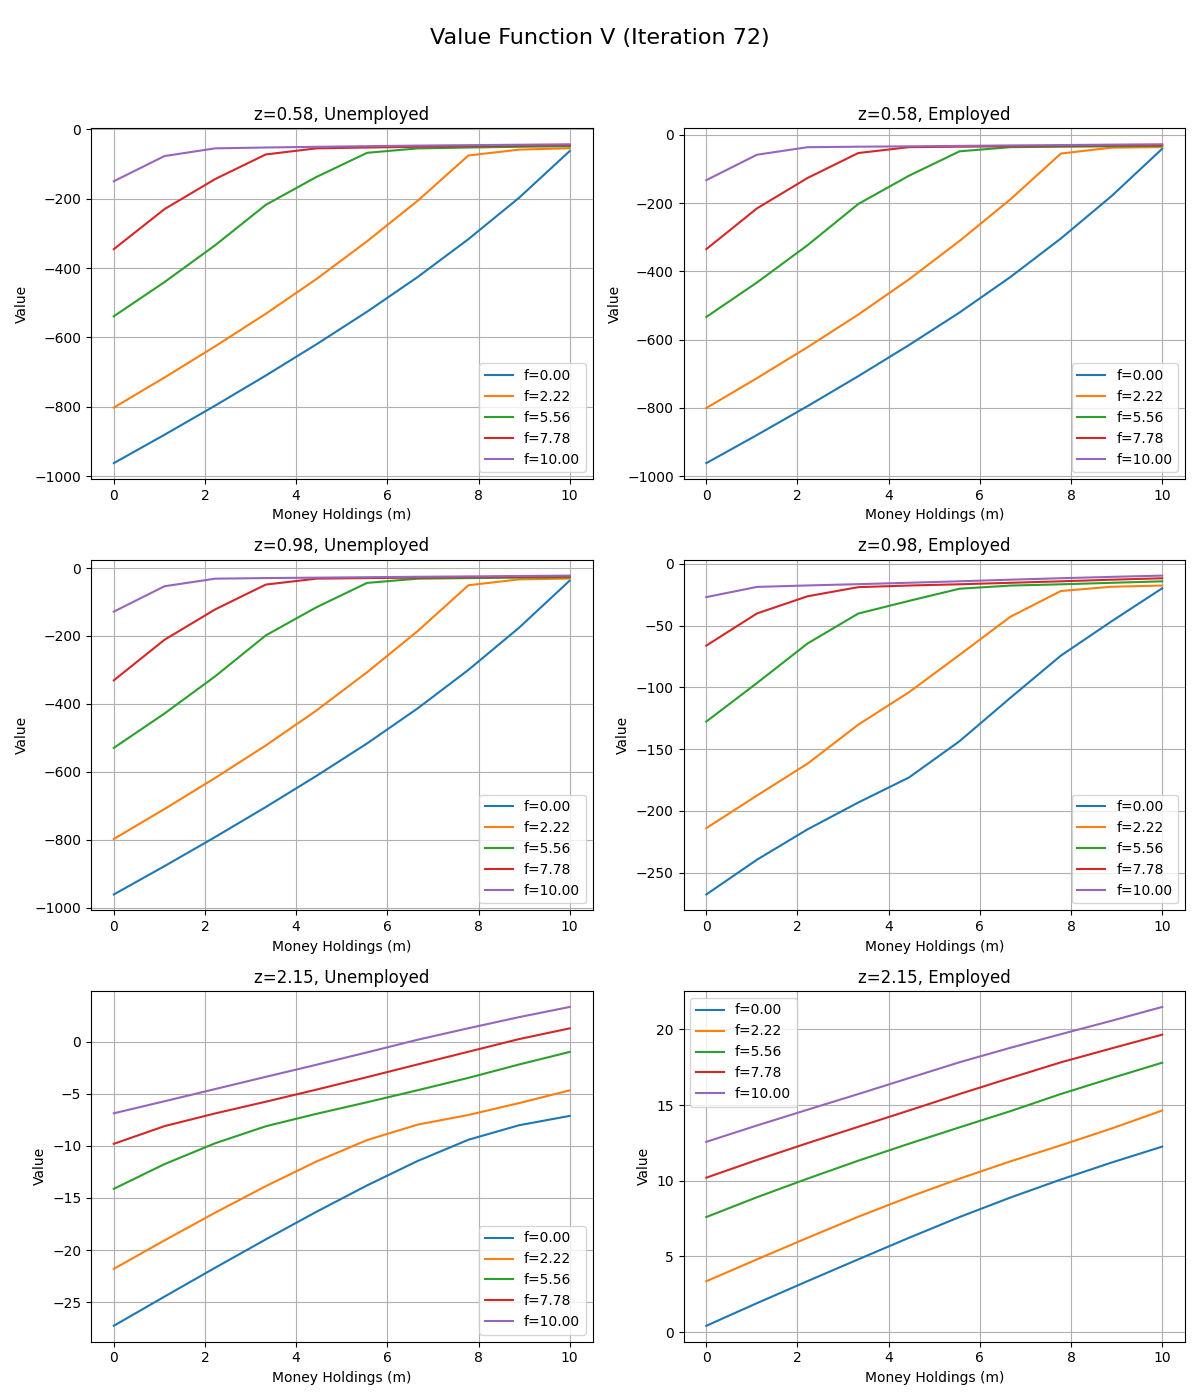 Value Function V (Iteration 72)
z=0.58, Unemployed
Value
0
−200
−400
−600
−800
−1000
f=0.00
f=2.22
f=5.56
f=7.78
f=10.00
0 2 4 6 8 10
Money Holdings (m)
z=0.58, Employed
Value
0
−200
−400
−600
−800
−1000
f=0.00
f=2.22
f=5.56
f=7.78
f=10.00
0 2 4 6 8 10
Money Holdings (m)
z=0.98, Unemployed
Value
0
−200
−400
−600
−800
−1000
f=0.00
f=2.22
f=5.56
f=7.78
f=10.00
0 2 4 6 8 10
Money Holdings (m)
z=0.98, Employed
Value
0
−50
−100
−150
−200
−250
f=0.00
f=2.22
f=5.56
f=7.78
f=10.00
0 2 4 6 8 10
Money Holdings (m)
z=2.15, Unemployed
Value
0
−5
−10
−15
−20
−25
f=0.00
f=2.22
f=5.56
f=7.78
f=10.00
0 2 4 6 8 10
Money Holdings (m)
z=2.15, Employed
Value
20
15
10
5
0
f=0.00
f=2.22
f=5.56
f=7.78
f=10.00
0 2 4 6 8 10
Money Holdings (m)